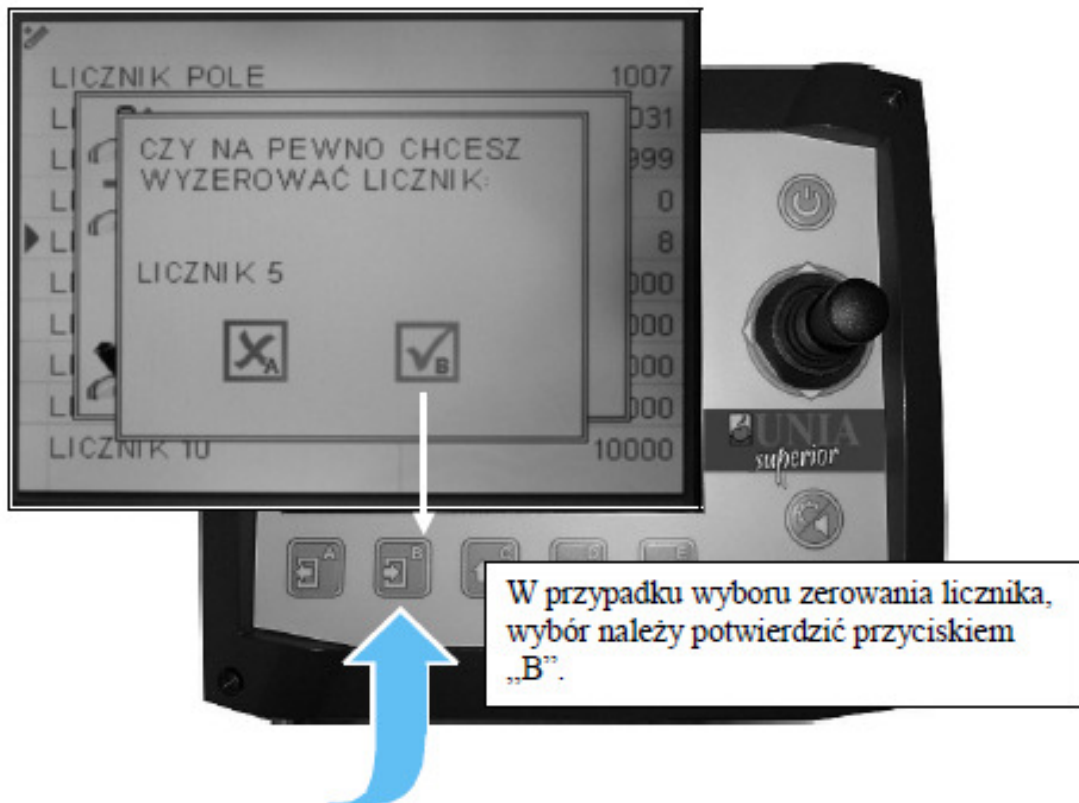 LICZNIK POLE 1007
031
999
0
8
000
000
000
000
LICZNIK 10 10000
CZY NA PEWNO CHCESZ
WYZEROWAĆ LICZNIK:
LICZNIK 5
A
B
UNIA
superior
A B C D E
W przypadku wyboru zerowania licznika,
wybór należy potwierdzić przyciskiem
„B”.